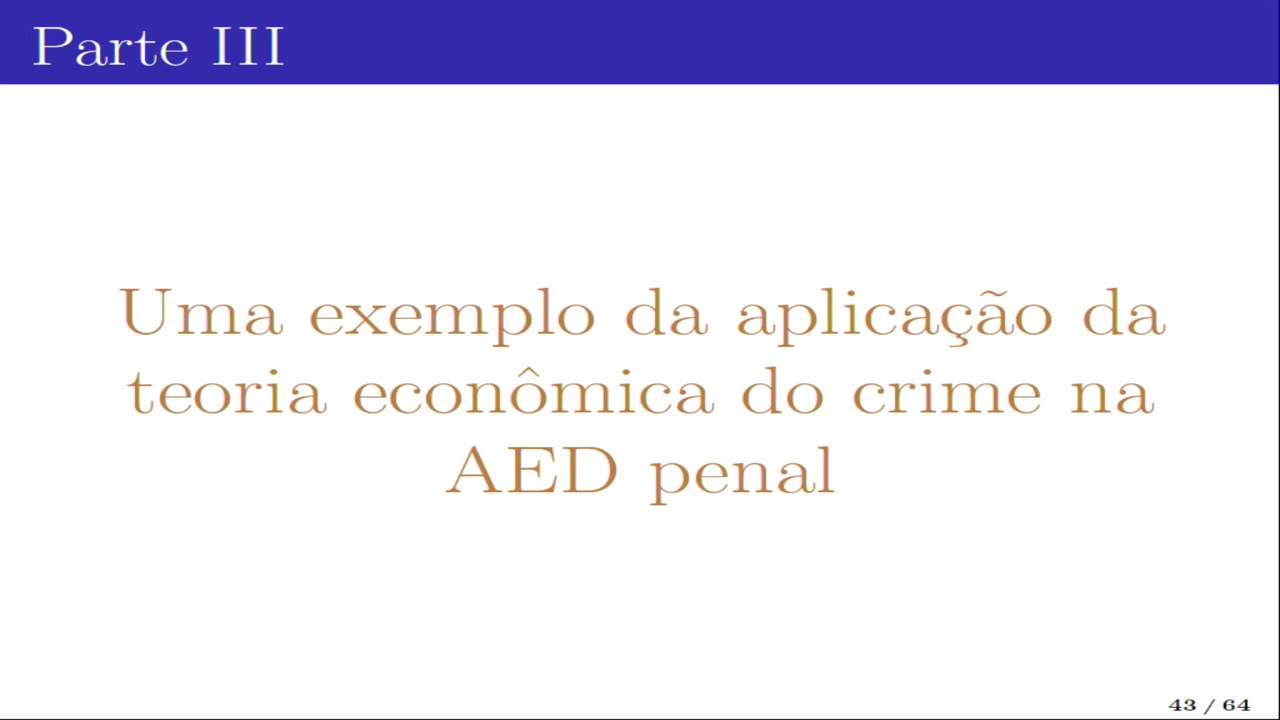 Parte III
Uma exemplo da aplicação da
teoria econômica do crime na
AED penal
43 / 64